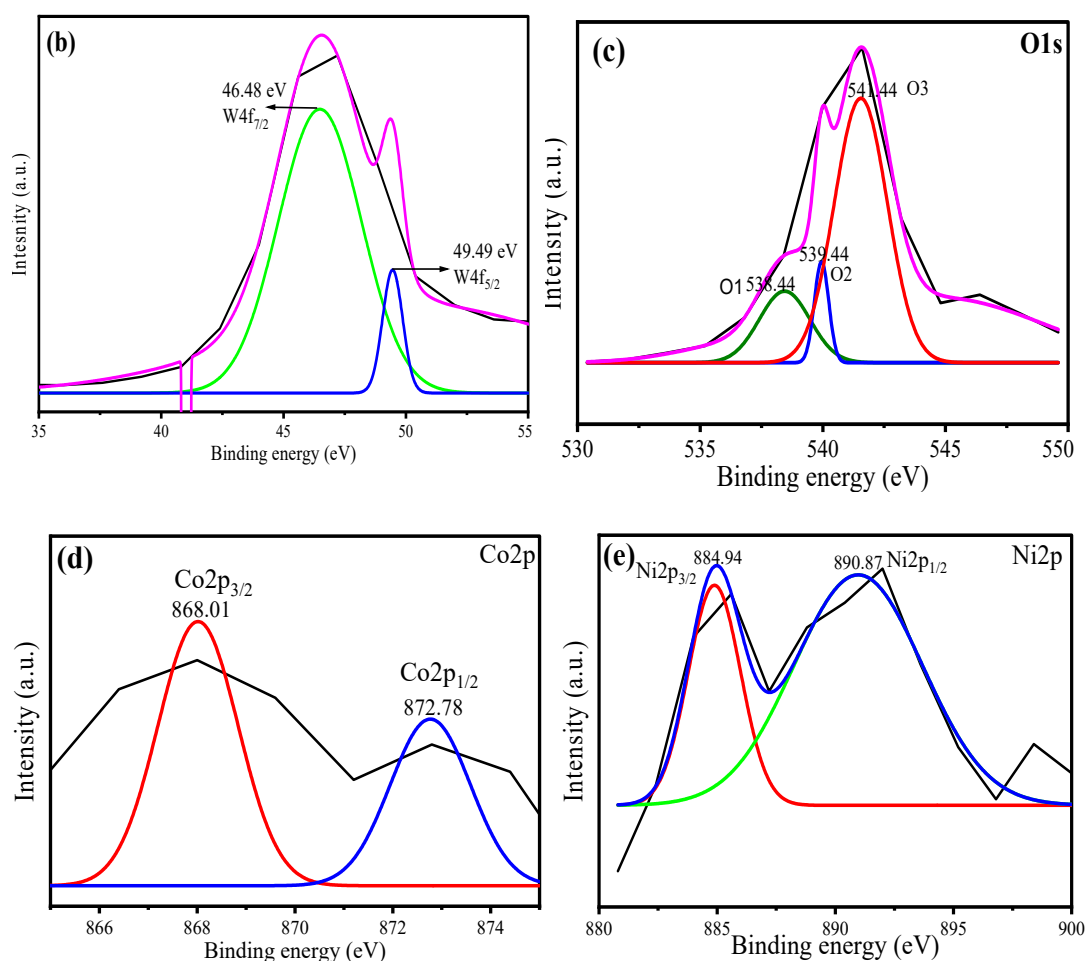 (b)
46.48 eV
W4f7/2
49.49 eV
W4f5/2
Intesnity (a.u.)
35 40 45 50 55
Binding energy (eV)
(c)
O1s
541.44 O3
539.44
O1 538.44
O2
Intensity (a.u.)
530 535 540 545 550
Binding energy (eV)
(d)
Co2p
Co2p3/2
868.01
Co2p1/2
872.78
Intensity (a.u.)
866 868 870 872 874
Binding energy (eV)
(e)
884.94
890.87 Ni2p1/2
Ni2p
Ni2p3/2
Intensity (a.u.)
880 885 890 895 900
Binding energy (eV)